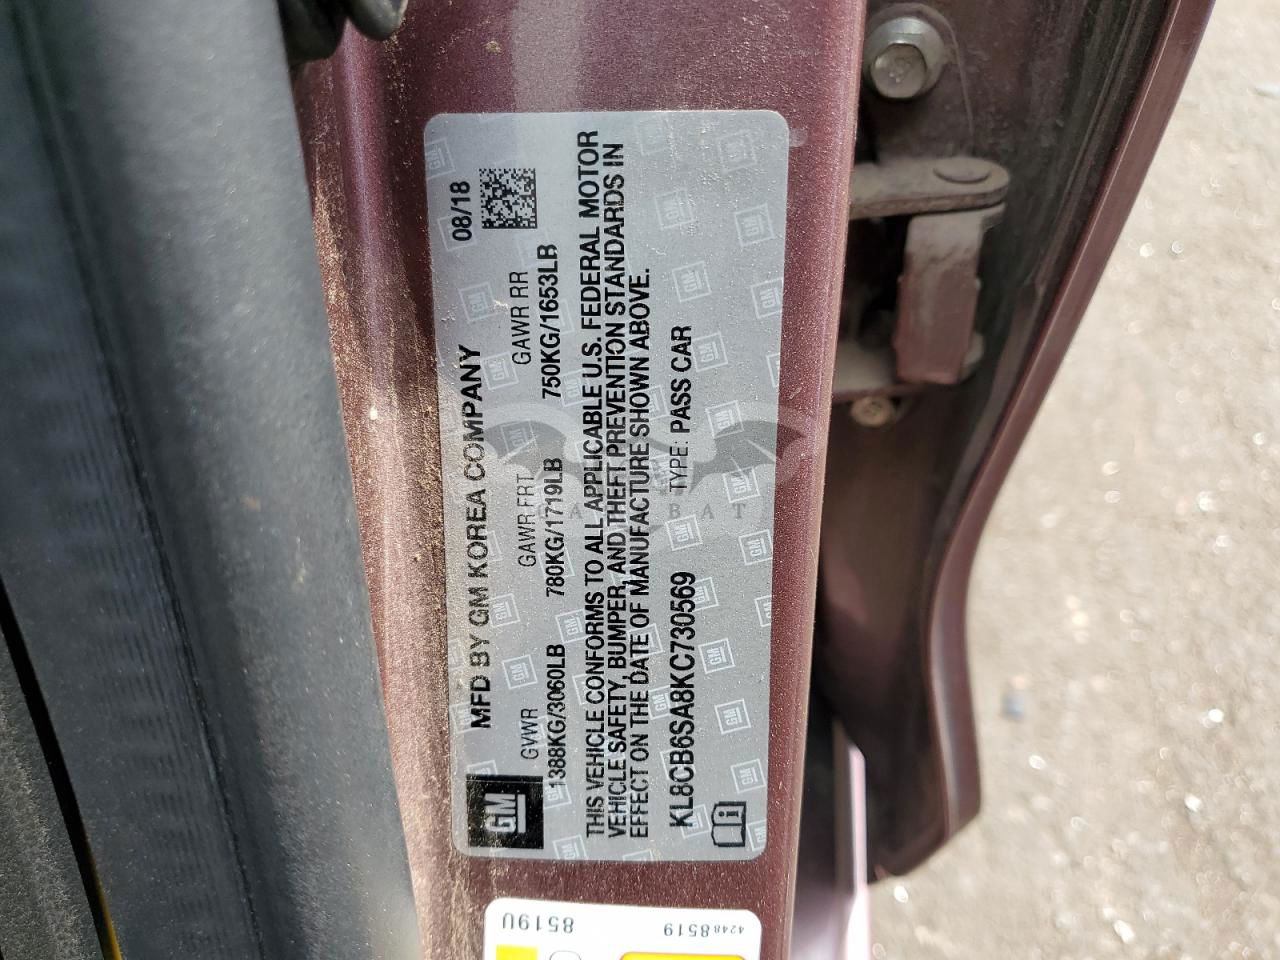 MFD BY GM KOREA COMPANY 08/18
GM
GVWR GAWR FRT GAWR RR
1388KG/3060LB 780KG/1719LB 750KG/1653LB
THIS VEHICLE CONFORMS TO ALL APPLICABLE U.S. FEDERAL MOTOR
VEHICLE SAFETY, BUMPER, AND THEFT PREVENTION STANDARDS IN
EFFECT ON THE DATE OF MANUFACTURE SHOWN ABOVE.
KL8CB6SA8KC730569 TYPE: PASS CAR
8519U
42488519